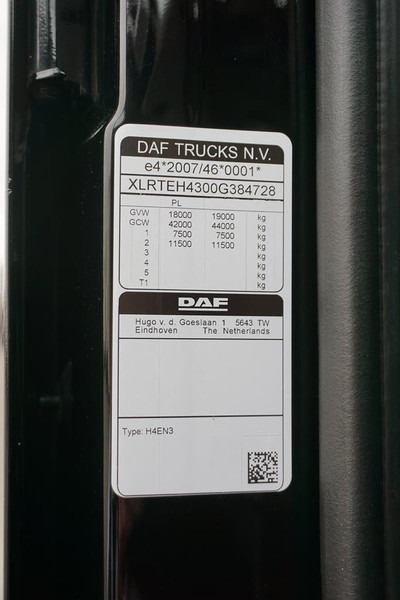 DAF TRUCKS N.V.
e4*2007/46*0001*
XLRTEH4300G384728
PL
GVW 18000 19000 kg
GCW 42000 44000 kg
1 7500 7500 kg
2 11500 11500 kg
3 kg
4 kg
5 kg
T1 kg
DAF
Hugo v. d. Goeslaan 1 5643 TW
Eindhoven The Netherlands
Type: H4EN3